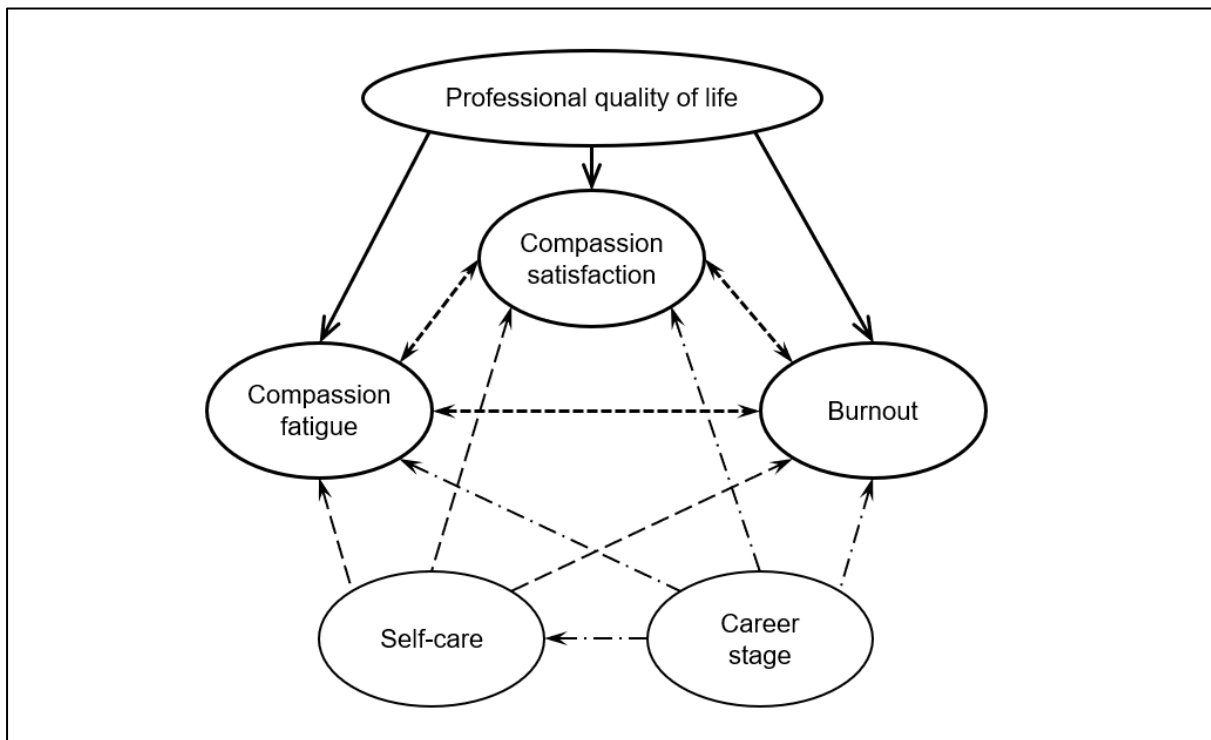 Professional quality of life
Compassion
satisfaction
Compassion
fatigue
Burnout
Self-care
Career
stage